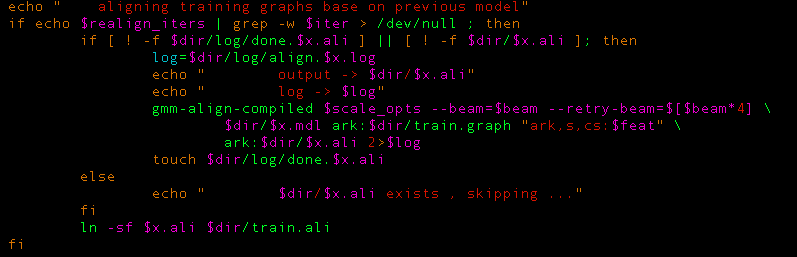 echo "    aligning training graphs base on previous model"
if echo $realign_iters | grep -w $iter > /dev/null ; then
        if [ ! -f $dir/log/done.$x.ali ] || [ ! -f $dir/$x.ali ]; then
                log=$dir/log/align.$x.log
                echo "        output -> $dir/$x.ali"
                echo "        log -> $log"
                gmm-align-compiled $scale_opts --beam=$beam --retry-beam=$[$beam*4] \
                        $dir/$x.mdl ark:$dir/train.graph "ark,s,cs:$feat" \
                        ark:$dir/$x.ali 2>$log
                touch $dir/log/done.$x.ali
        else
                echo "        $dir/$x.ali exists , skipping ..."
        fi
        ln -sf $x.ali $dir/train.ali
fi